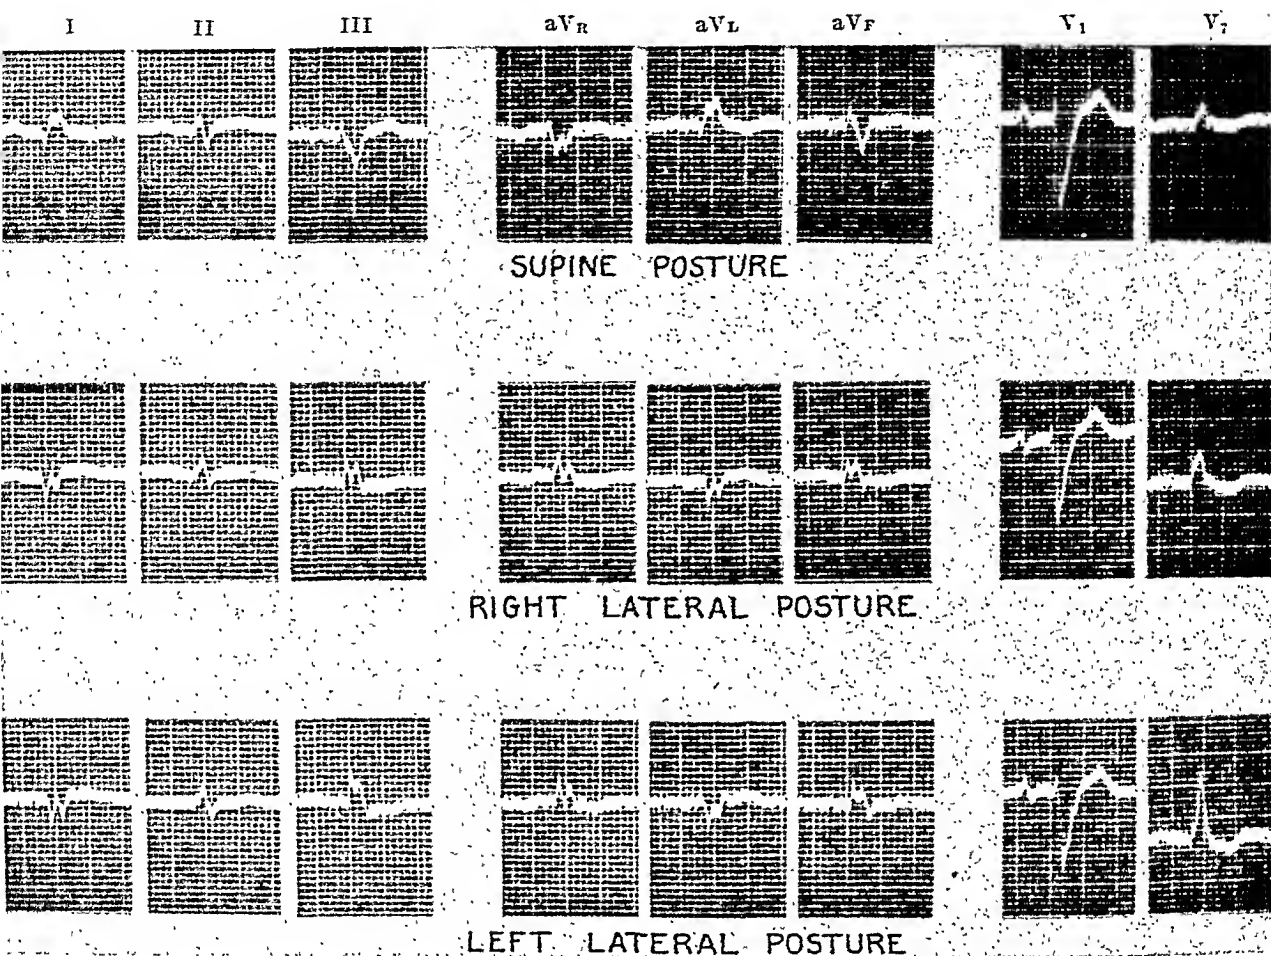 I II III aVR aVL aVF V₁ V₇
SUPINE POSTURE
RIGHT LATERAL POSTURE
LEFT LATERAL POSTURE